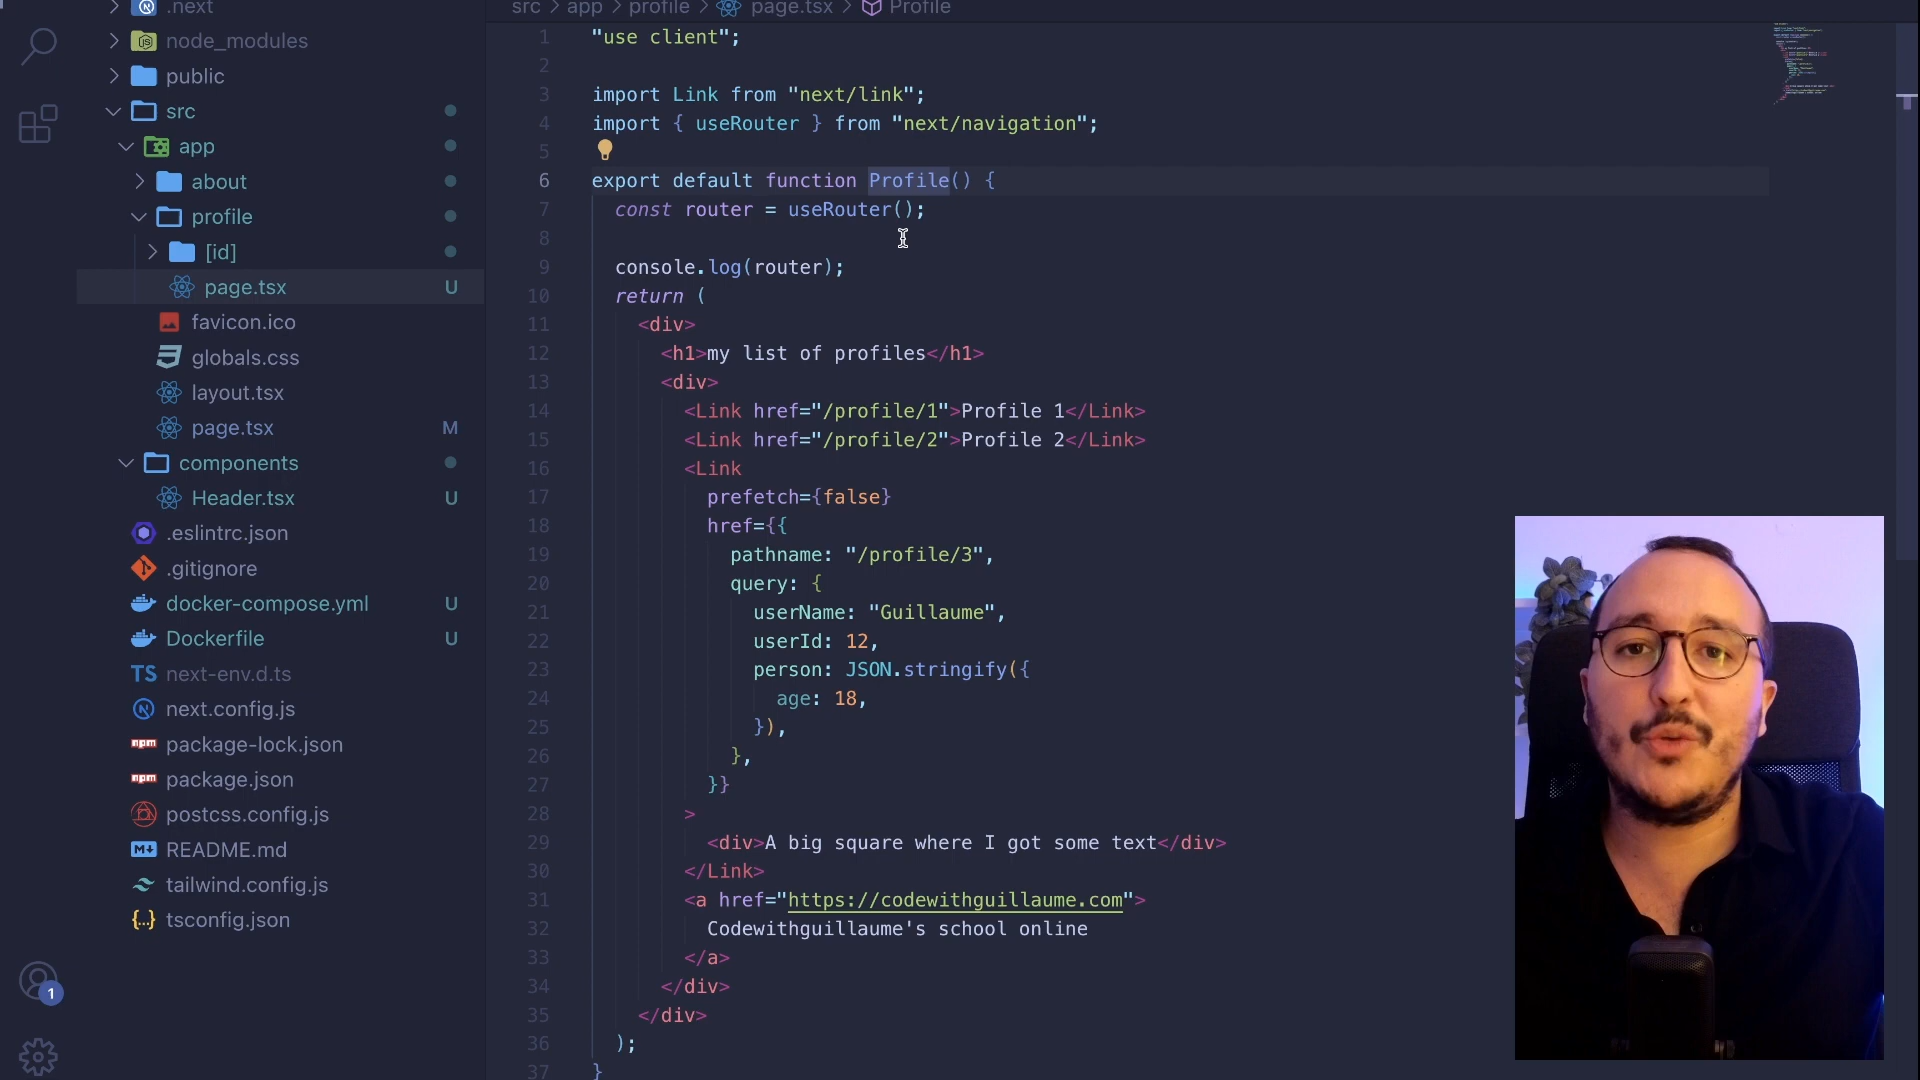 .next
node_modules
public
src
app
about
profile
[id]
page.tsx U
favicon.ico
globals.css
layout.tsx
page.tsx M
components
Header.tsx U
.eslintrc.json
.gitignore
docker-compose.yml U
Dockerfile U
TS next-env.d.ts
next.config.js
npm package-lock.json
npm package.json
postcss.config.js
README.md
tailwind.config.js
{..} tsconfig.json
1
src > app > profile > page.tsx > Profile
1 "use client";
2
3 import Link from "next/link";
4 import { useRouter } from "next/navigation";
5
6 export default function Profile() {
7 const router = useRouter();
8
9 console.log(router);
10 return (
11 <div>
12 <h1>my list of profiles</h1>
13 <div>
14 <Link href="/profile/1">Profile 1</Link>
15 <Link href="/profile/2">Profile 2</Link>
16 <Link
17 prefetch={false}
18 href={{
19 pathname: "/profile/3",
20 query: {
21 userName: "Guillaume",
22 userId: 12,
23 person: JSON.stringify({
24 age: 18,
25 }),
26 },
27 }}
28 >
29 <div>A big square where I got some text</div>
30 </Link>
31 <a href="https://codewithguillaume.com">
32 Codewithguillaume's school online
33 </a>
34 </div>
35 </div>
36 );
37 }